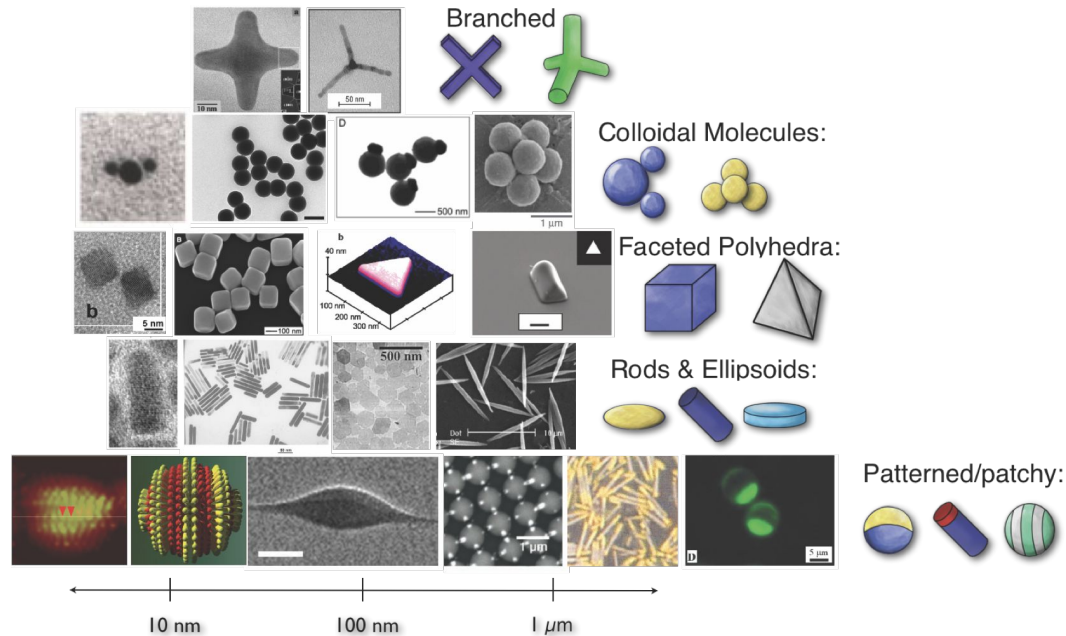 Branched
10 nm
50 nm
Colloidal Molecules:
D
500 nm
1 µm
Faceted Polyhedra:
b
5 nm
B
100 nm
b
40 nm
100 nm
200 nm
300 nm
Rods & Ellipsoids:
500 nm
10 µm
Patterned/patchy:
1 µm
D
5 µm
10 nm
100 nm
1 µm